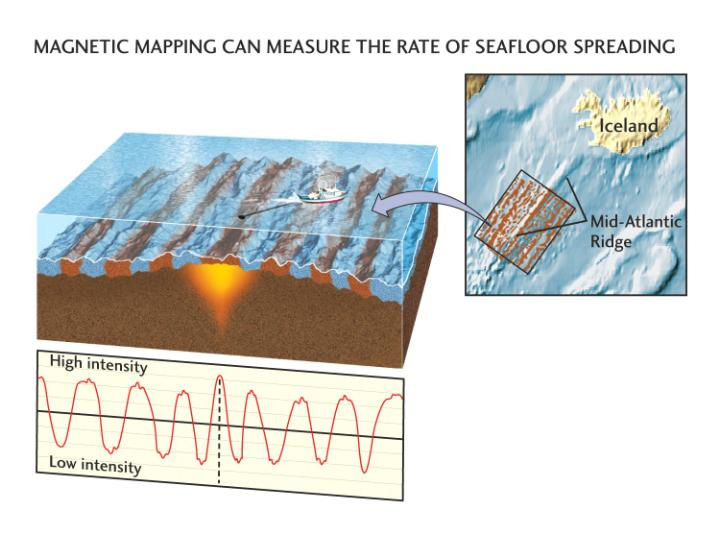 MAGNETIC MAPPING CAN MEASURE THE RATE OF SEAFLOOR SPREADING
Iceland
Mid-Atlantic
Ridge
High intensity
Low intensity